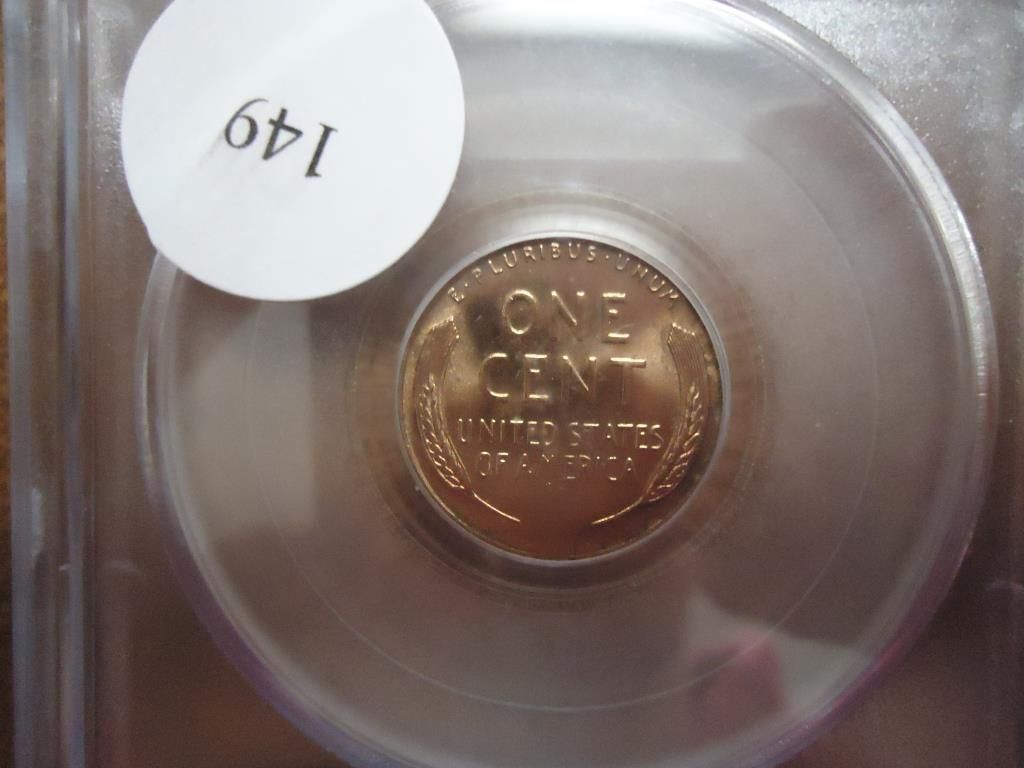 149
E · PLURIBUS · UNUM
ONE
CENT
UNITED STATES
OF AMERICA